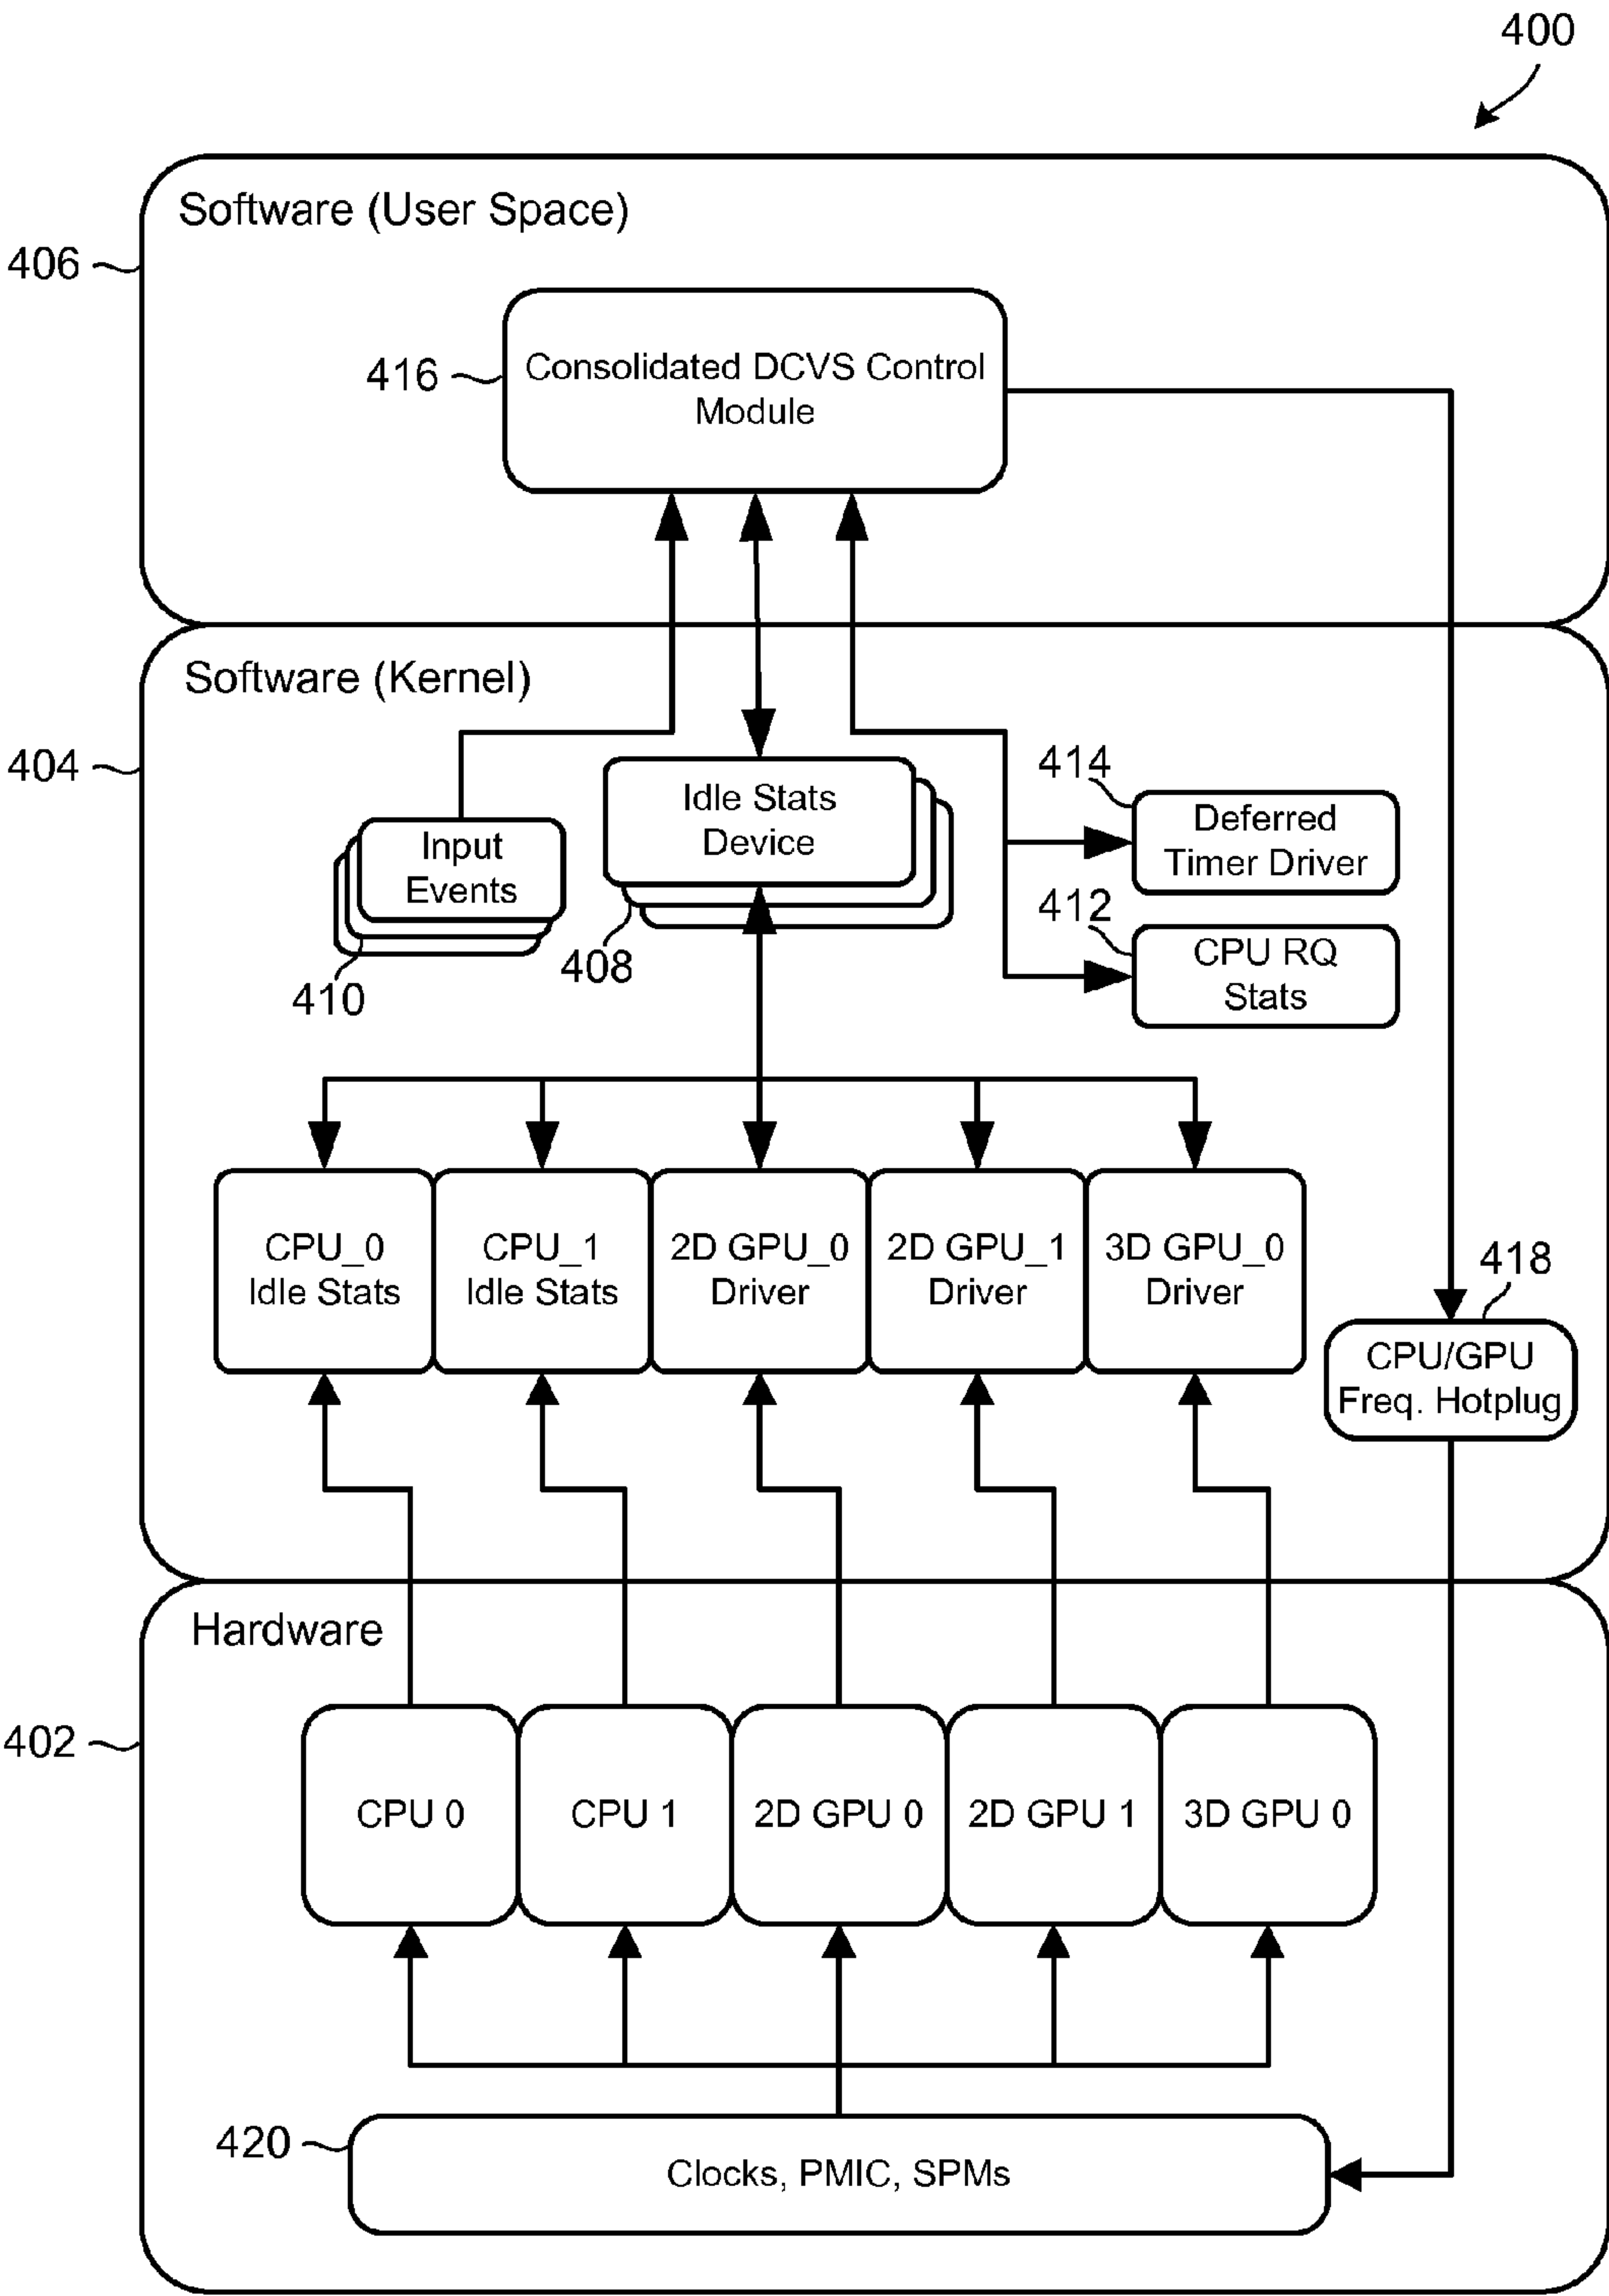 400
Software (User Space)
406
416
Consolidated DCVS Control
Module
Software (Kernel)
404
414
Deferred
Timer Driver
Idle Stats
Device
Input
Events
412
CPU RQ
Stats
408
410
CPU_0
Idle Stats
CPU_1
Idle Stats
2D GPU_0
Driver
2D GPU_1
Driver
3D GPU_0
Driver
418
CPU/GPU
Freq. Hotplug
Hardware
402
CPU 0
CPU 1
2D GPU 0
2D GPU 1
3D GPU 0
420
Clocks, PMIC, SPMs